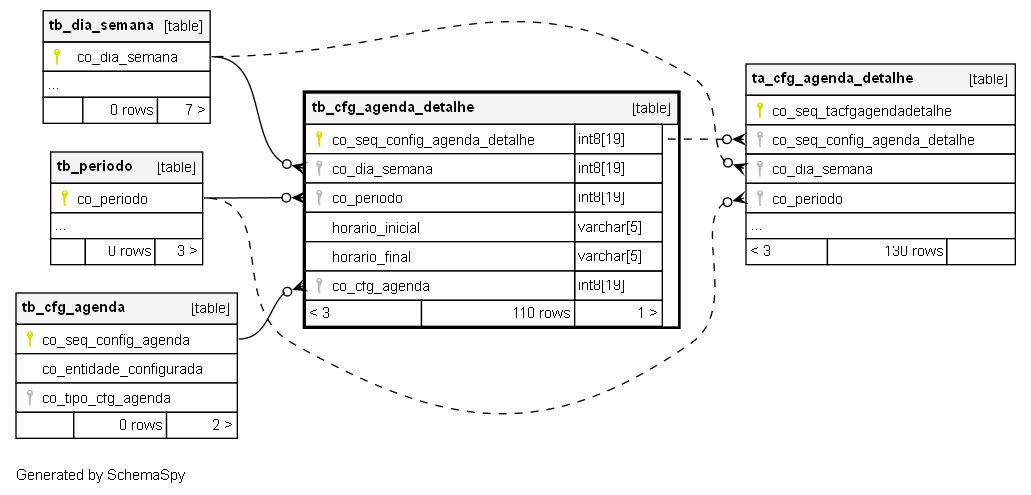 tb_dia_semana [table]
co_dia_semana
...
0 rows 7 >
tb_periodo [table]
co_periodo
...
0 rows 3 >
tb_cfg_agenda [table]
co_seq_config_agenda
co_entidade_configurada
co_tipo_cfg_agenda
0 rows 2 >
tb_cfg_agenda_detalhe [table]
co_seq_config_agenda_detalhe int8[19]
co_dia_semana int8[19]
co_periodo int8[19]
horario_inicial varchar[5]
horario_final varchar[5]
co_cfg_agenda int8[19]
< 3 110 rows 1 >
ta_cfg_agenda_detalhe [table]
co_seq_tacfgagendadetalhe
co_seq_config_agenda_detalhe
co_dia_semana
co_periodo
...
< 3 130 rows
Generated by SchemaSpy